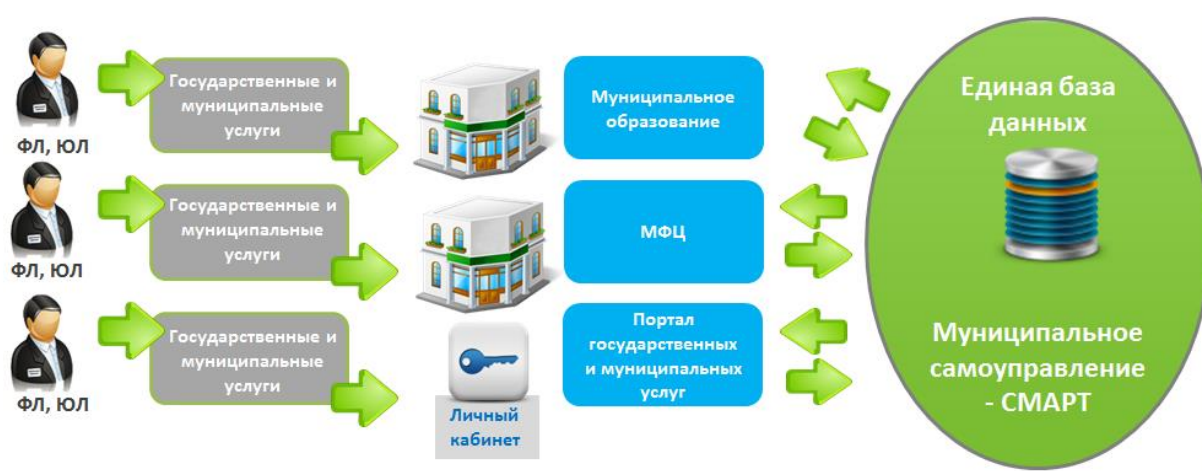 ФЛ, ЮЛ
Государственные и
муниципальные
услуги
Муниципальное
образование
ФЛ, ЮЛ
Государственные и
муниципальные
услуги
МФЦ
ФЛ, ЮЛ
Государственные и
муниципальные
услуги
Личный
кабинет
Портал
государственных
и муниципальных
услуг
Единая база
данных
Муниципальное
самоуправление
- СМАРТ